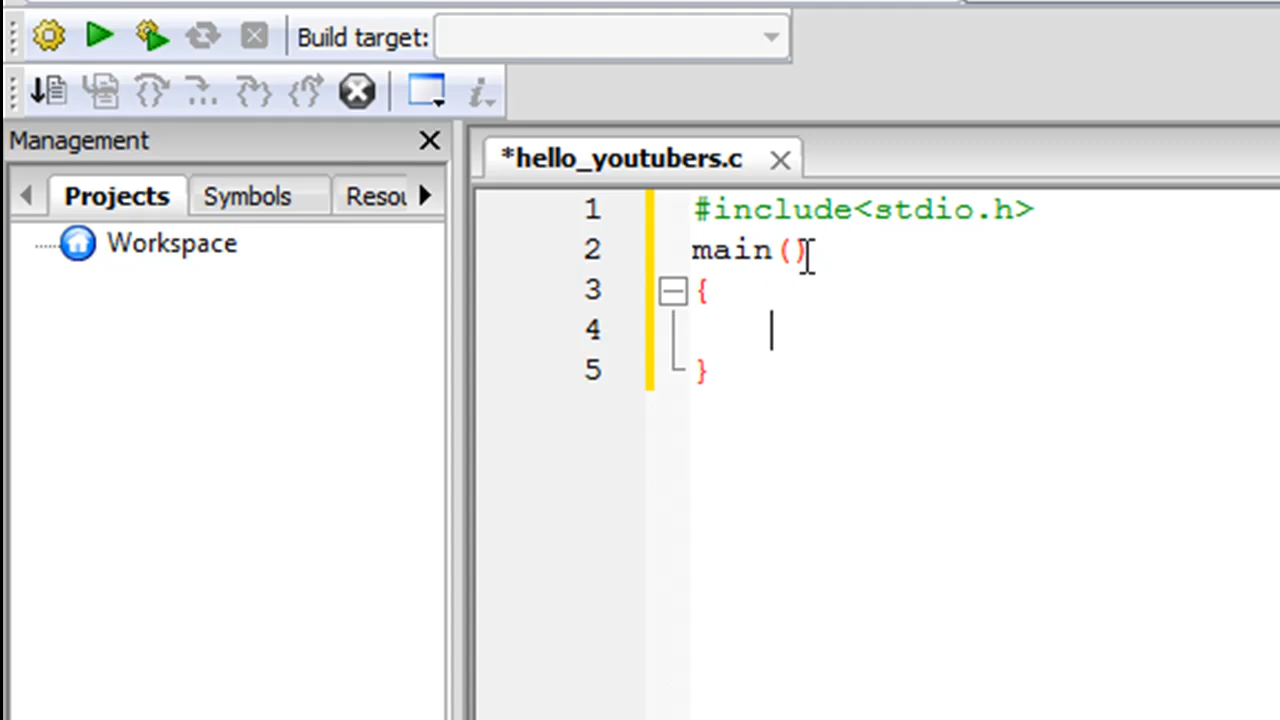 Build target:
Management
Projects Symbols Resou
Workspace
*hello_youtubers.c
1 #include<stdio.h>
2 main()
3 {
4
5 }